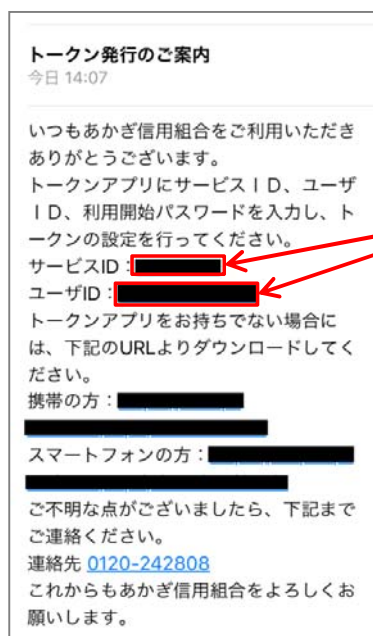 トークン発行のご案内
今日 14:07
いつもあかぎ信用組合をご利用いただき
ありがとうございます。
トークンアプリにサービスＩＤ、ユーザ
ＩＤ、利用開始パスワードを入力し、ト
ークンの設定を行ってください。
サービスID：
ユーザID：
トークンアプリをお持ちでない場合に
は、下記のURLよりダウンロードしてく
ださい。
携帯の方：
スマートフォンの方：
ご不明な点がございましたら、下記まで
ご連絡ください。
連絡先 0120-242808
これからもあかぎ信用組合をよろしくお
願いします。